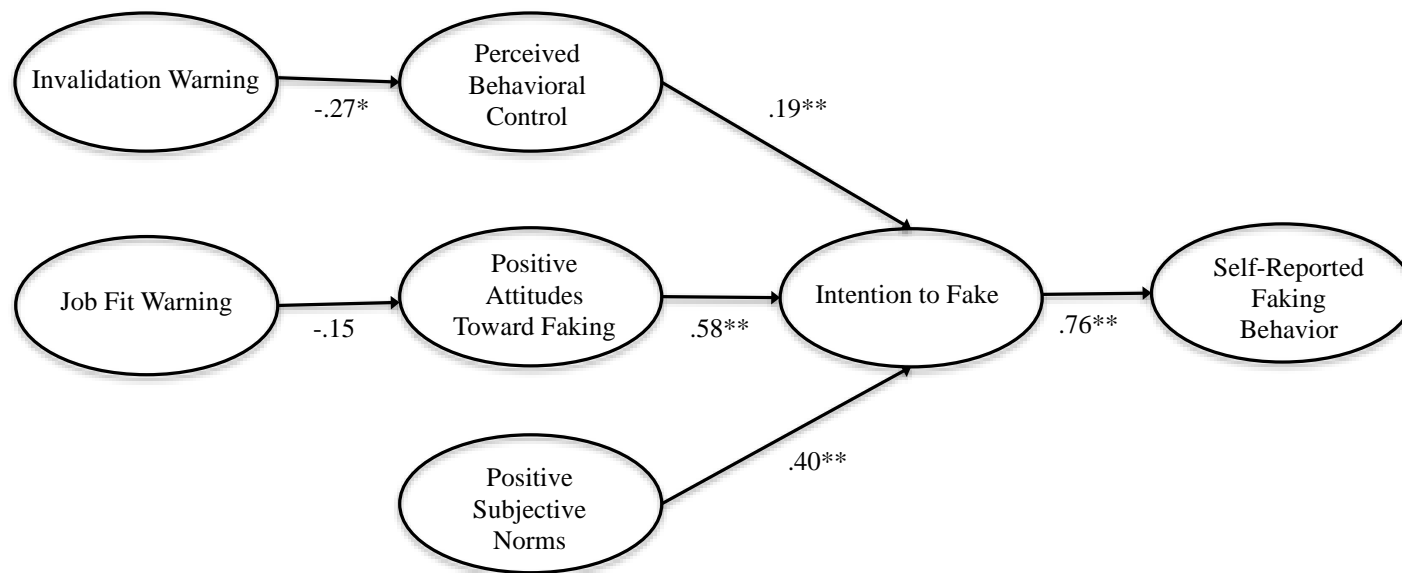 Invalidation Warning
-.27*
Perceived
Behavioral
Control
.19**
Job Fit Warning
-.15
Positive
Attitudes
Toward Faking
.58**
Intention to Fake
.76**
Self-Reported
Faking
Behavior
Positive
Subjective
Norms
.40**